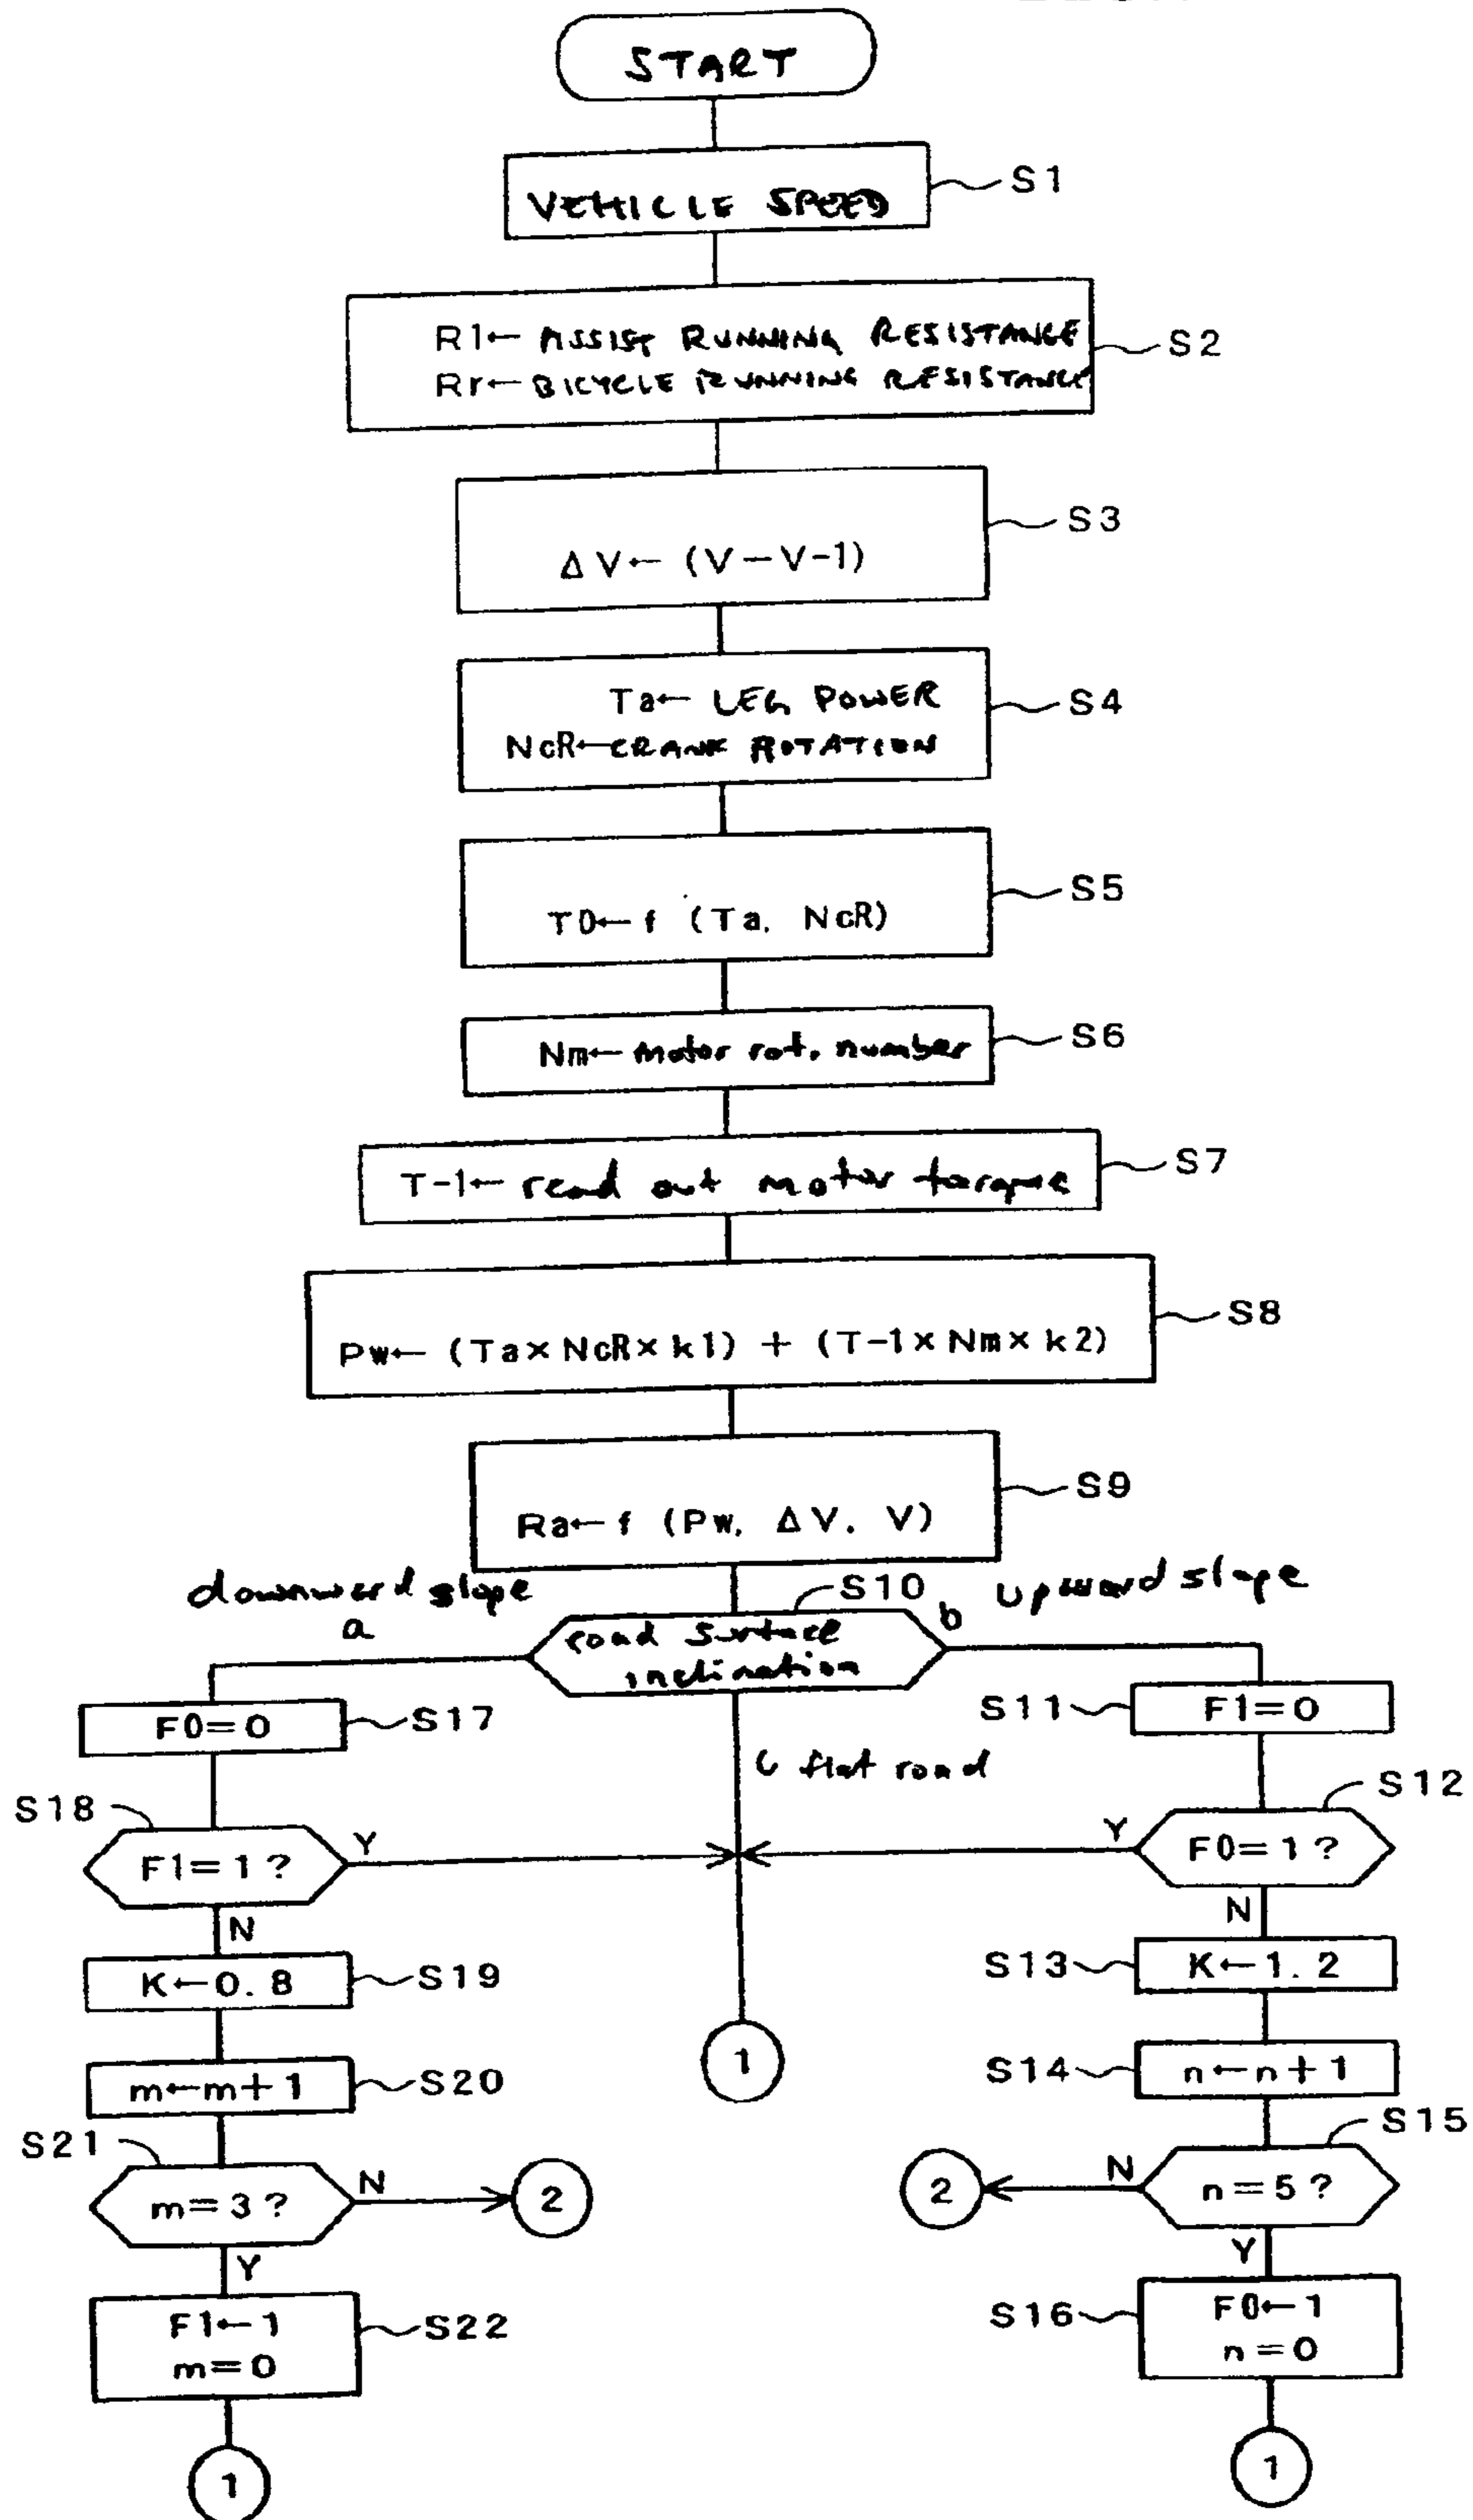 START
VEHICLE SPEED
S1
Rl← ASSIST RUNNING RESISTANCE
Rr← BICYCLE RUNNING RESISTANCE
S2
ΔV← (V−V-1)
S3
Ta← LEG POWER
NcR← CRANK ROTATION
S4
T0← f (Ta, NcR)
S5
Nm← motor rot. number
S6
T-1← read out motor torque
S7
Pw← (Ta×NcR×k1) + (T-1×Nm×k2)
S8
Ra← f (Pw, ΔV, V)
S9
downward slope
a
S10
b
upward slope
road surface
inclination
F0=0
S17
S11
F1=0
c flat road
S18
F1=1?
Y
S12
F0=1?
Y
N
N
K←0.8
S19
S13
K←1.2
1
m←m+1
S20
S14
n←n+1
S21
m=3?
N
2
2
N
S15
n=5?
Y
Y
F1←1
m=0
S22
S16
F0←1
n=0
1
1